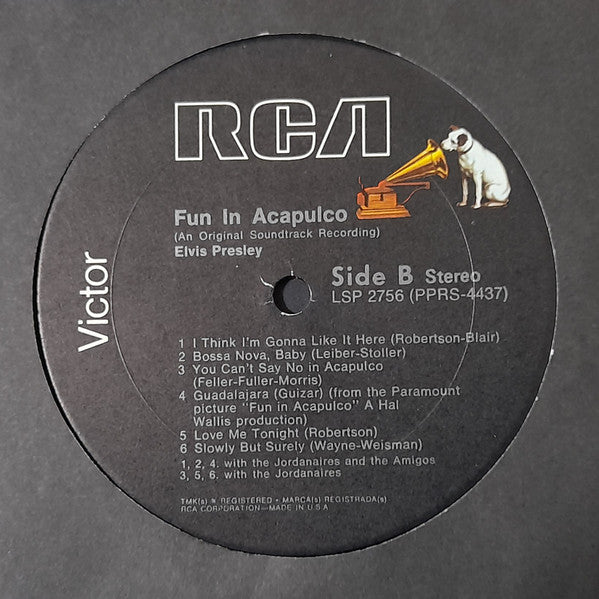 RCA
Victor
Fun In Acapulco
(An Original Soundtrack Recording)
Elvis Presley
Side B Stereo
LSP 2756 (PPRS-4437)
1 I Think I'm Gonna Like It Here (Robertson-Blair)
2 Bossa Nova, Baby (Leiber-Stoller)
3 You Can't Say No in Acapulco
(Feller-Fuller-Morris)
4 Guadalajara (Guizar) (from the Paramount
picture "Fun in Acapulco" A Hal
Wallis production)
5 Love Me Tonight (Robertson)
6 Slowly But Surely (Wayne-Weisman)
1, 2, 4. with the Jordanaires and the Amigos
3, 5, 6. with the Jordanaires
TMK(s) ® REGISTERED • MARCA(s) REGISTRADA(s)
RCA CORPORATION—MADE IN U.S.A